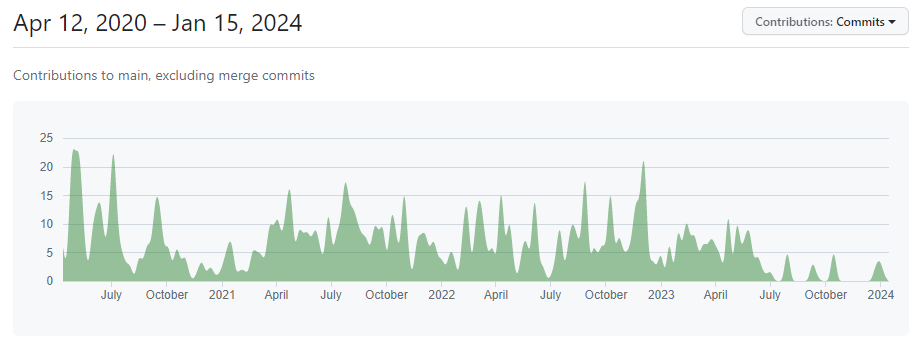 Apr 12, 2020 – Jan 15, 2024
Contributions: Commits
Contributions to main, excluding merge commits
25
20
15
10
5
0
July October 2021 April July October 2022 April July October 2023 April July October 2024